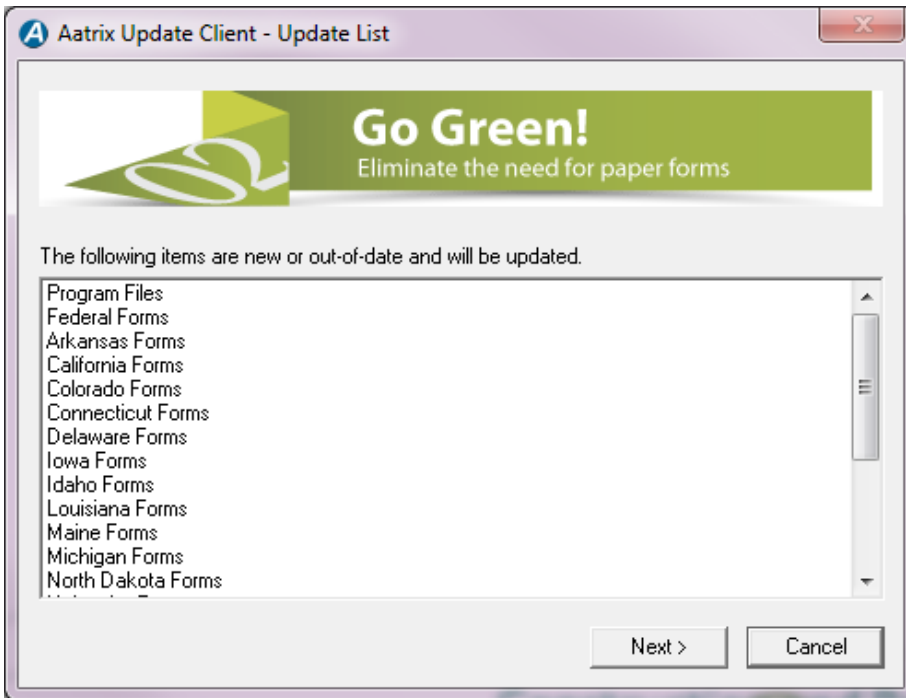 Aatrix Update Client - Update List
Go Green!
Eliminate the need for paper forms
The following items are new or out-of-date and will be updated.
Program Files
Federal Forms
Arkansas Forms
California Forms
Colorado Forms
Connecticut Forms
Delaware Forms
Iowa Forms
Idaho Forms
Louisiana Forms
Maine Forms
Michigan Forms
North Dakota Forms
Next >
Cancel